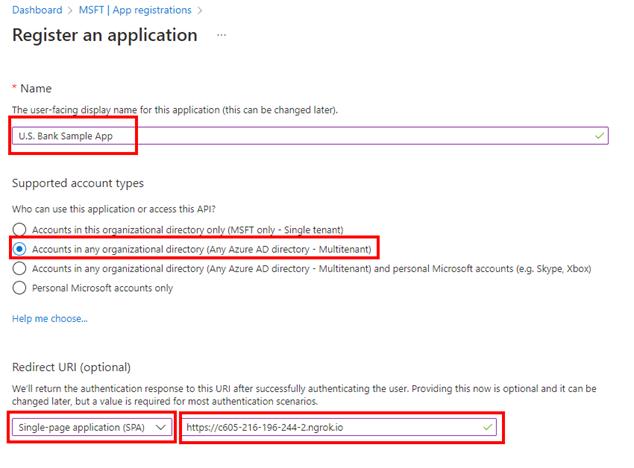 Dashboard > MSFT | App registrations >
Register an application ...
* Name
The user-facing display name for this application (this can be changed later).
U.S. Bank Sample App
Supported account types
Who can use this application or access this API?
Accounts in this organizational directory only (MSFT only - Single tenant)
Accounts in any organizational directory (Any Azure AD directory - Multitenant)
Accounts in any organizational directory (Any Azure AD directory - Multitenant) and personal Microsoft accounts (e.g. Skype, Xbox)
Personal Microsoft accounts only
Help me choose...
Redirect URI (optional)
We'll return the authentication response to this URI after successfully authenticating the user. Providing this now is optional and it can be
changed later, but a value is required for most authentication scenarios.
Single-page application (SPA) https://c605-216-196-244-2.ngrok.io